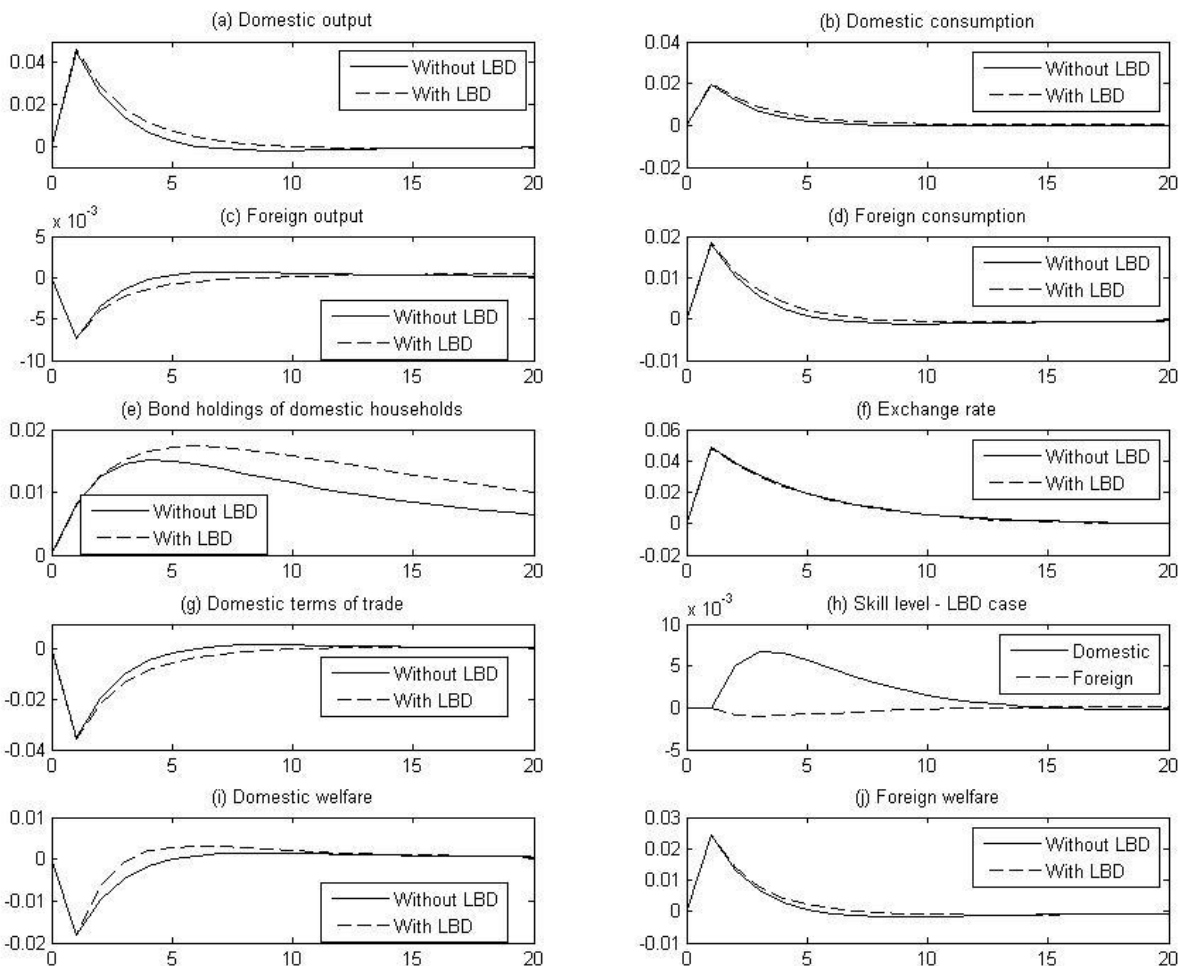 (a) Domestic output
0.04
0.02
0
0 5 10 15 20
Without LBD
With LBD
(b) Domestic consumption
0.04
0.02
0
-0.02
0 5 10 15 20
Without LBD
With LBD
(c) Foreign output
x 10^-3
5
0
-5
-10
0 5 10 15 20
Without LBD
With LBD
(d) Foreign consumption
0.02
0.01
0
-0.01
0 5 10 15 20
Without LBD
With LBD
(e) Bond holdings of domestic households
0.02
0.01
0
0 5 10 15 20
Without LBD
With LBD
(f) Exchange rate
0.06
0.04
0.02
0
-0.02
0 5 10 15 20
Without LBD
With LBD
(g) Domestic terms of trade
0
-0.02
-0.04
0 5 10 15 20
Without LBD
With LBD
(h) Skill level - LBD case
x 10^-3
10
5
0
-5
0 5 10 15 20
Domestic
Foreign
(i) Domestic welfare
0.01
0
-0.01
-0.02
0 5 10 15 20
Without LBD
With LBD
(j) Foreign welfare
0.03
0.02
0.01
0
-0.01
0 5 10 15 20
Without LBD
With LBD